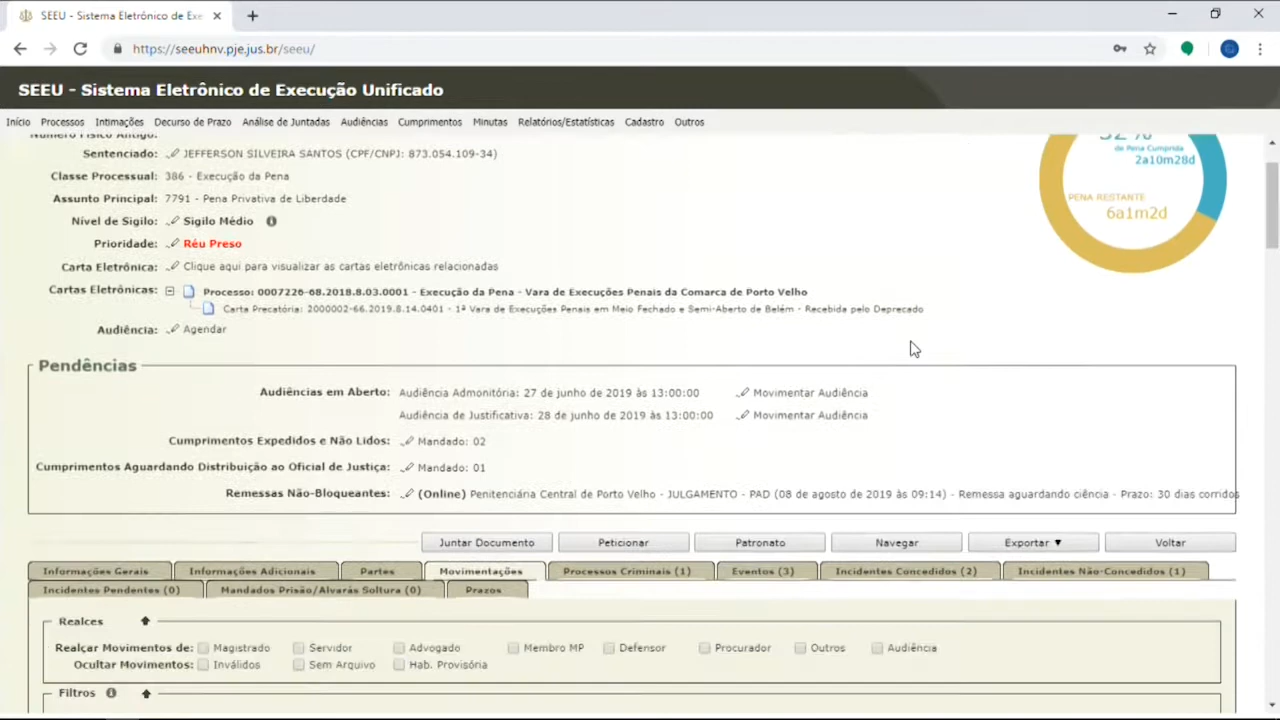 SEEU - Sistema Eletrônico de Exe
https://seeuhnv.pje.jus.br/seeu/
SEEU - Sistema Eletrônico de Execução Unificado
Início Processos Intimações Decurso de Prazo Análise de Juntadas Audiências Cumprimentos Minutas Relatórios/Estatísticas Cadastro Outros
Sentenciado: JEFFERSON SILVEIRA SANTOS (CPF/CNPJ: 873.054.109-34)
de Pena Cumprida
2a10m28d
Classe Processual: 386 - Execução da Pena
Assunto Principal: 7791 - Pena Privativa de Liberdade
PENA RESTANTE
6a1m2d
Nível de Sigilo: Sigilo Médio
Prioridade: Réu Preso
Carta Eletrônica: Clique aqui para visualizar as cartas eletrônicas relacionadas
Cartas Eletrônicas: Processo: 0007226-68.2018.8.03.0001 - Execução da Pena - Vara de Execuções Penais da Comarca de Porto Velho
Carta Precatória: 2000002-66.2019.8.14.0401 - 1ª Vara de Execuções Penais em Meio Fechado e Semi-Aberto de Belém - Recebida pelo Deprecado
Audiência: Agendar
Pendências
Audiências em Aberto: Audiência Admonitória: 27 de junho de 2019 às 13:00:00 Movimentar Audiência
Audiência de Justificativa: 28 de junho de 2019 às 13:00:00 Movimentar Audiência
Cumprimentos Expedidos e Não Lidos: Mandado: 02
Cumprimentos Aguardando Distribuição ao Oficial de Justiça: Mandado: 01
Remessas Não-Bloqueantes: (Online) Penitenciária Central de Porto Velho - JULGAMENTO - PAD (08 de agosto de 2019 às 09:14) - Remessa aguardando ciência - Prazo: 30 dias corridos
Juntar Documento Peticionar Patronato Navegar Exportar ▼ Voltar
Informações Gerais Informações Adicionais Partes Movimentações Processos Criminais (1) Eventos (3) Incidentes Concedidos (2) Incidentes Não-Concedidos (1)
Incidentes Pendentes (0) Mandados Prisão/Alvarás Soltura (0) Prazos
Realces
Realçar Movimentos de: Magistrado Servidor Advogado Membro MP Defensor Procurador Outros Audiência
Ocultar Movimentos: Inválidos Sem Arquivo Hab. Provisória
Filtros